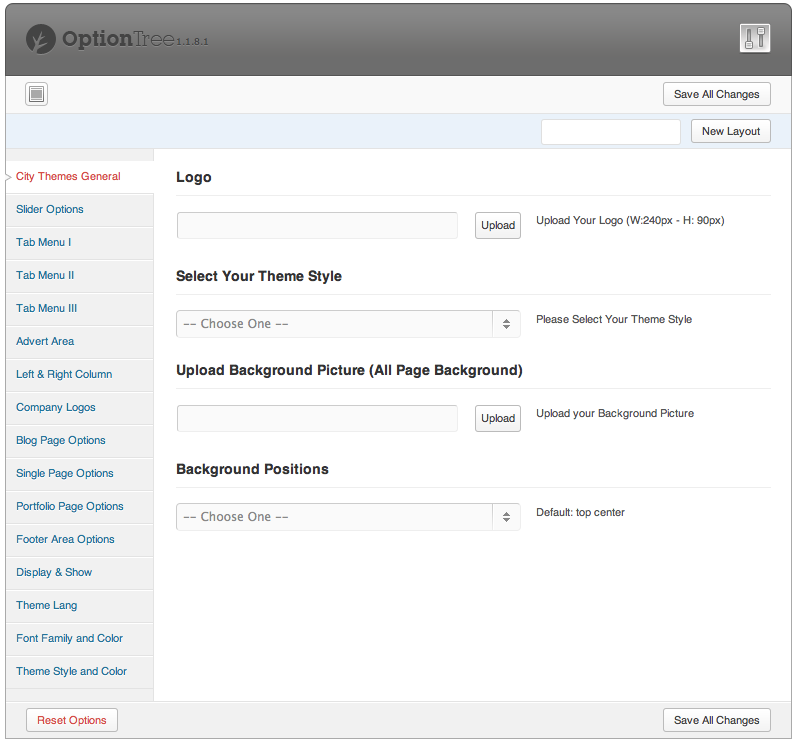 OptionTree 1.1.8.1
Save All Changes
New Layout
City Themes General
Slider Options
Tab Menu I
Tab Menu II
Tab Menu III
Advert Area
Left & Right Column
Company Logos
Blog Page Options
Single Page Options
Portfolio Page Options
Footer Area Options
Display & Show
Theme Lang
Font Family and Color
Theme Style and Color
Logo
Upload
Upload Your Logo (W:240px - H: 90px)
Select Your Theme Style
-- Choose One --
Please Select Your Theme Style
Upload Background Picture (All Page Background)
Upload
Upload your Background Picture
Background Positions
-- Choose One --
Default: top center
Reset Options
Save All Changes